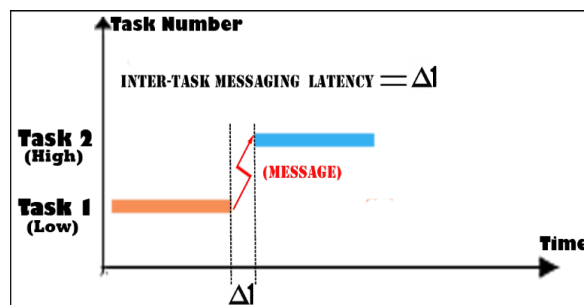 Task Number
INTER-TASK MESSAGING LATENCY = Δ1
Task 2
(High)
(MESSAGE)
Task 1
(Low)
Time
Δ1